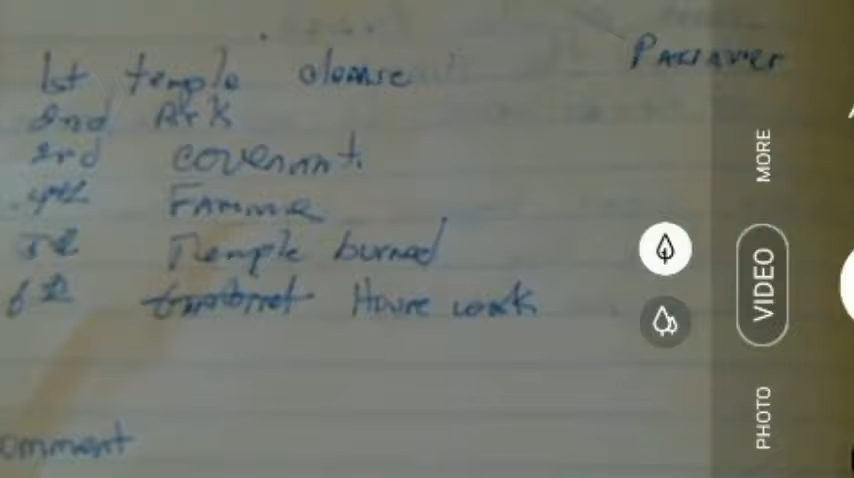 Passover
1st temple cleanse
2nd Ark
3rd covenant.
4th Famine
5th Temple burned
6th House work
omment
MORE
VIDEO
PHOTO